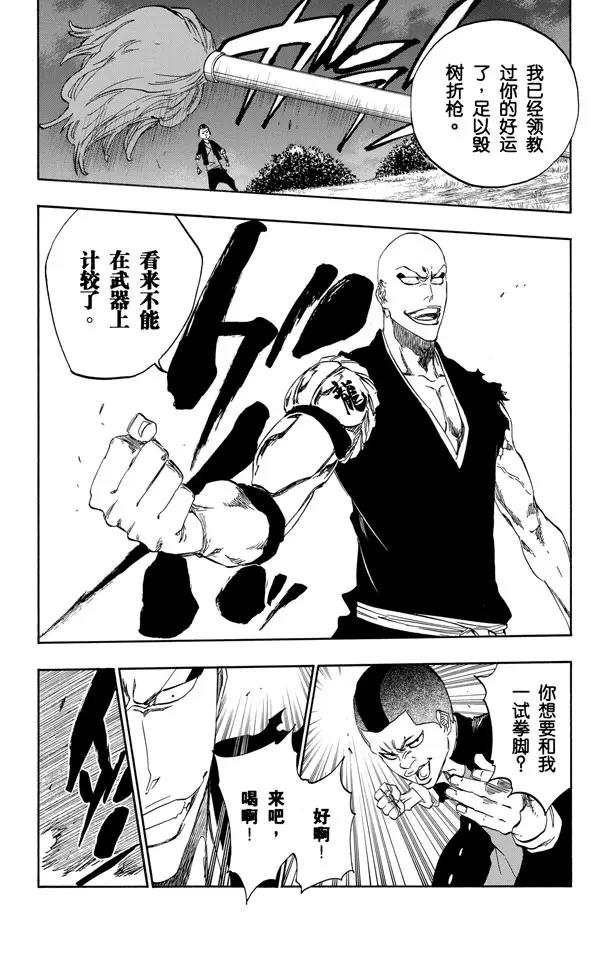 我已经领教
过你的好运
了，足以毁
树折枪。
看来不能
在武器上
计较了。
龍
你想要和我
一试拳脚？
好啊！
来吧，
喝啊！